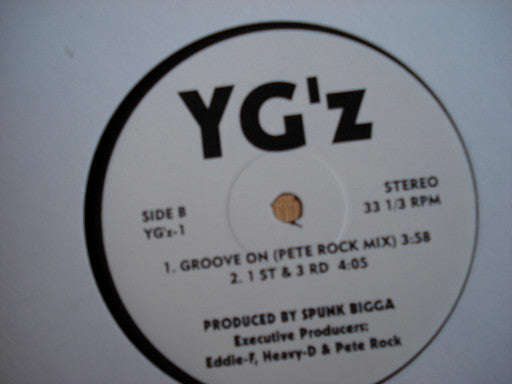 YG'z
SIDE B
YG'z-1
STEREO
33 1/3 RPM
1. GROOVE ON (PETE ROCK MIX) 3:58
2. 1 ST & 3 RD 4:05
PRODUCED BY SPUNK BIGGA
Executive Producers:
Eddie-F, Heavy-D & Pete Rock